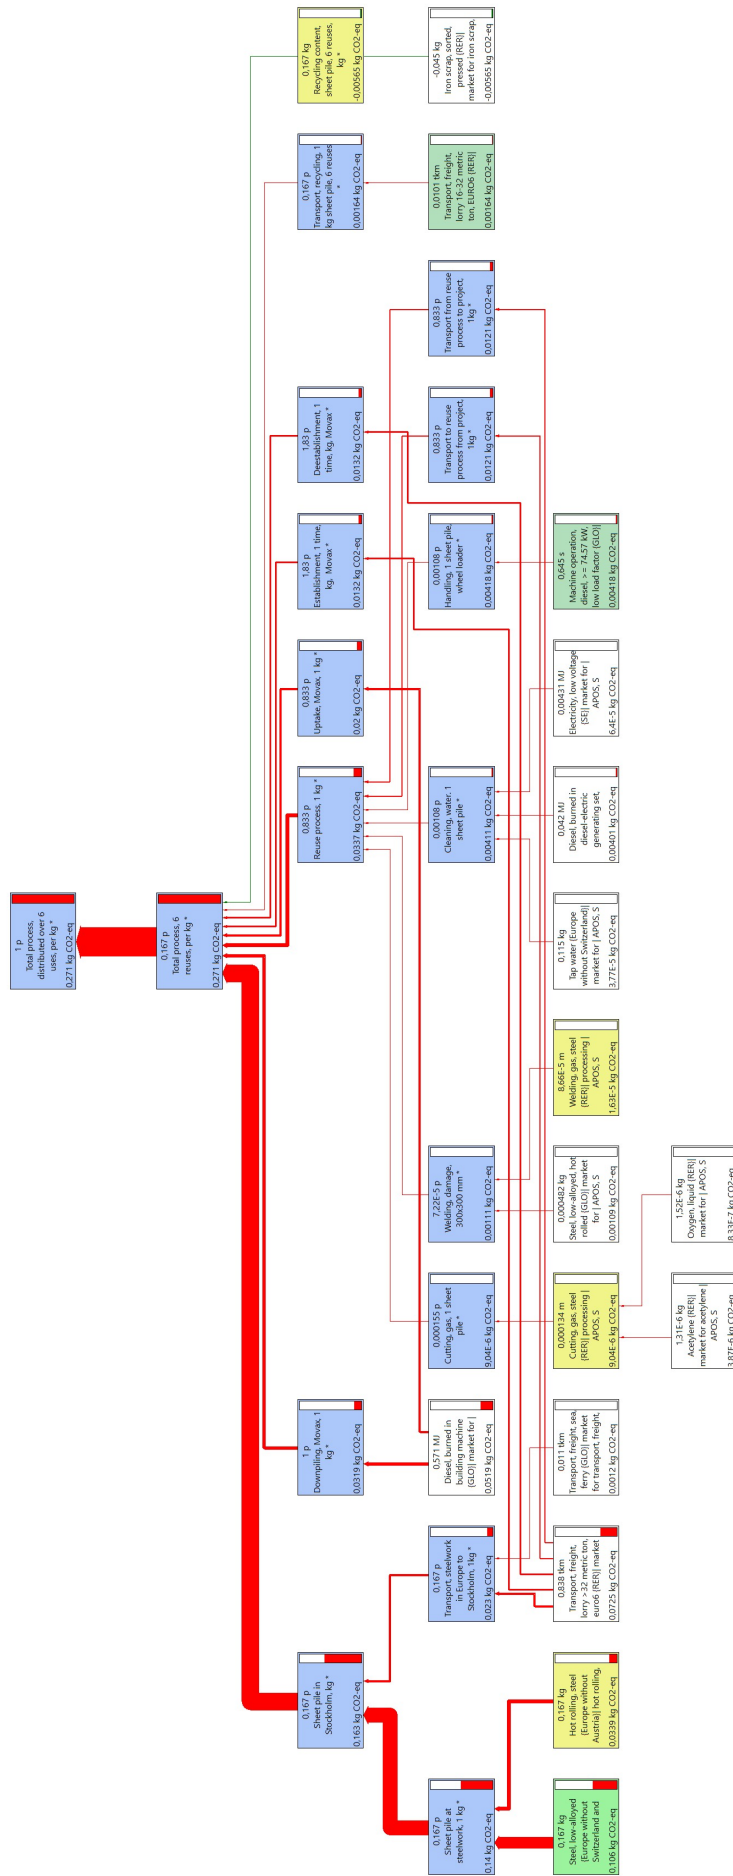 1 p
Total process,
distributed over 6
uses, per kg *
0,271 kg CO2-eq
0,167 p
Total process, 6
reuses, per kg *
0,271 kg CO2-eq
0,167 p
Sheet pile in
Stockholm, kg *
0,163 kg CO2-eq
1 p
Downpiling, Movax, 1
kg *
0,0319 kg CO2-eq
0,833 p
Reuse process, 1 kg *
0,0337 kg CO2-eq
0,833 p
Uptake, Movax, 1 kg *
0,02 kg CO2-eq
1,83 p
Establishment, 1 time,
kg, Movax *
0,0132 kg CO2-eq
1,83 p
Deestablishment, 1
time, kg, Movax *
0,0132 kg CO2-eq
0,167 p
Transport, recycling, 1
kg sheet pile, 6 reuses
*
0,00164 kg CO2-eq
0,167 kg
Recycling content,
sheet pile, 6 reuses,
kg *
-0,00565 kg CO2-eq
0,167 p
Sheet pile at
steelwork, 1 kg *
0,14 kg CO2-eq
0,167 p
Transport, steelwork
in Europe to
Stockholm, 1kg *
0,023 kg CO2-eq
0,571 MJ
Diesel, burned in
building machine
{GLO}| market for |
0,0519 kg CO2-eq
0,000155 p
Cutting, gas, 1 sheet
pile *
9,04E-6 kg CO2-eq
7,22E-5 p
Welding, damage,
300x300 mm *
0,00111 kg CO2-eq
0,00108 p
Cleaning, water, 1
sheet pile *
0,00411 kg CO2-eq
0,00108 p
Handling, 1 sheet pile,
wheel loader *
0,00418 kg CO2-eq
0,833 p
Transport to reuse
process from project,
1kg *
0,0121 kg CO2-eq
0,833 p
Transport from reuse
process to project,
1kg *
0,0121 kg CO2-eq
0,0101 tkm
Transport, freight,
lorry 16-32 metric
ton, EURO6 {RER}|
0,00164 kg CO2-eq
-0,045 kg
Iron scrap, sorted,
pressed {RER}|
market for iron scrap,
-0,00565 kg CO2-eq
0,167 kg
Steel, low-alloyed
{Europe without
Switzerland and
0,106 kg CO2-eq
0,167 kg
Hot rolling, steel
{Europe without
Austria}| hot rolling,
0,0339 kg CO2-eq
0,838 tkm
Transport, freight,
lorry >32 metric ton,
euro6 {RER}| market
0,0725 kg CO2-eq
0,011 tkm
Transport, freight, sea,
ferry {GLO}| market
for transport, freight,
0,0012 kg CO2-eq
0,000134 m
Cutting, gas, steel
{RER}| processing |
APOS, S
9,04E-6 kg CO2-eq
0,000482 kg
Steel, low-alloyed, hot
rolled {GLO}| market
for | APOS, S
0,00109 kg CO2-eq
8,66E-5 m
Welding, gas, steel
{RER}| processing |
APOS, S
1,63E-5 kg CO2-eq
0,115 kg
Tap water {Europe
without Switzerland}|
market for | APOS, S
3,77E-5 kg CO2-eq
0,042 MJ
Diesel, burned in
diesel-electric
generating set,
0,00401 kg CO2-eq
0,00431 MJ
Electricity, low voltage
{SE}| market for |
APOS, S
6,4E-5 kg CO2-eq
0,645 s
Machine operation,
diesel, >= 74.57 kW,
low load factor {GLO}|
0,00418 kg CO2-eq
1,31E-6 kg
Acetylene {RER}|
market for acetylene |
APOS, S
3,87E-6 kg CO2-eq
1,52E-6 kg
Oxygen, liquid {RER}|
market for | APOS, S
8,33E-7 kg CO2-eq